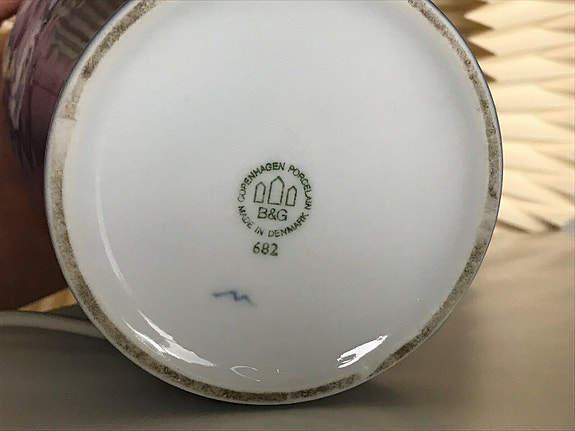 COPENHAGEN PORCELAIN
B&G
MADE IN DENMARK
682